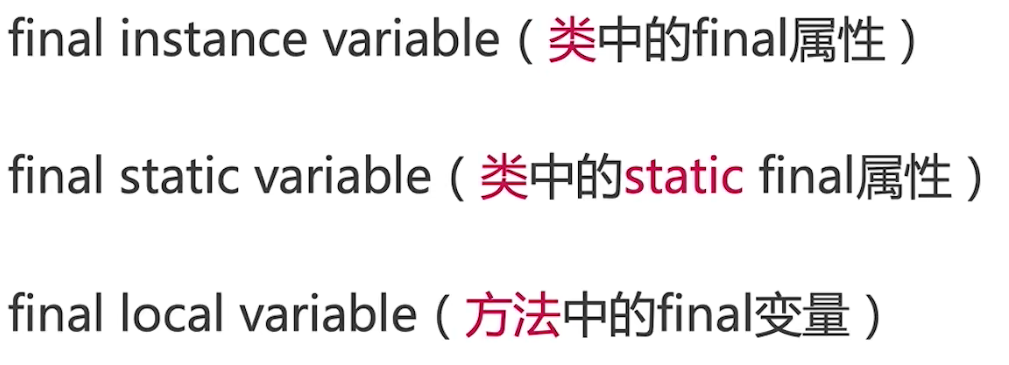 final instance variable（类中的final属性）
final static variable（类中的static final属性）
final local variable（方法中的final变量）